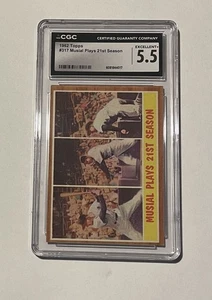 CGC
CERTIFIED GUARANTY COMPANY
1962 Topps
#317 Musial Plays 21st Season
EXCELLENT+
5.5
MUSIAL PLAYS 21ST SEASON